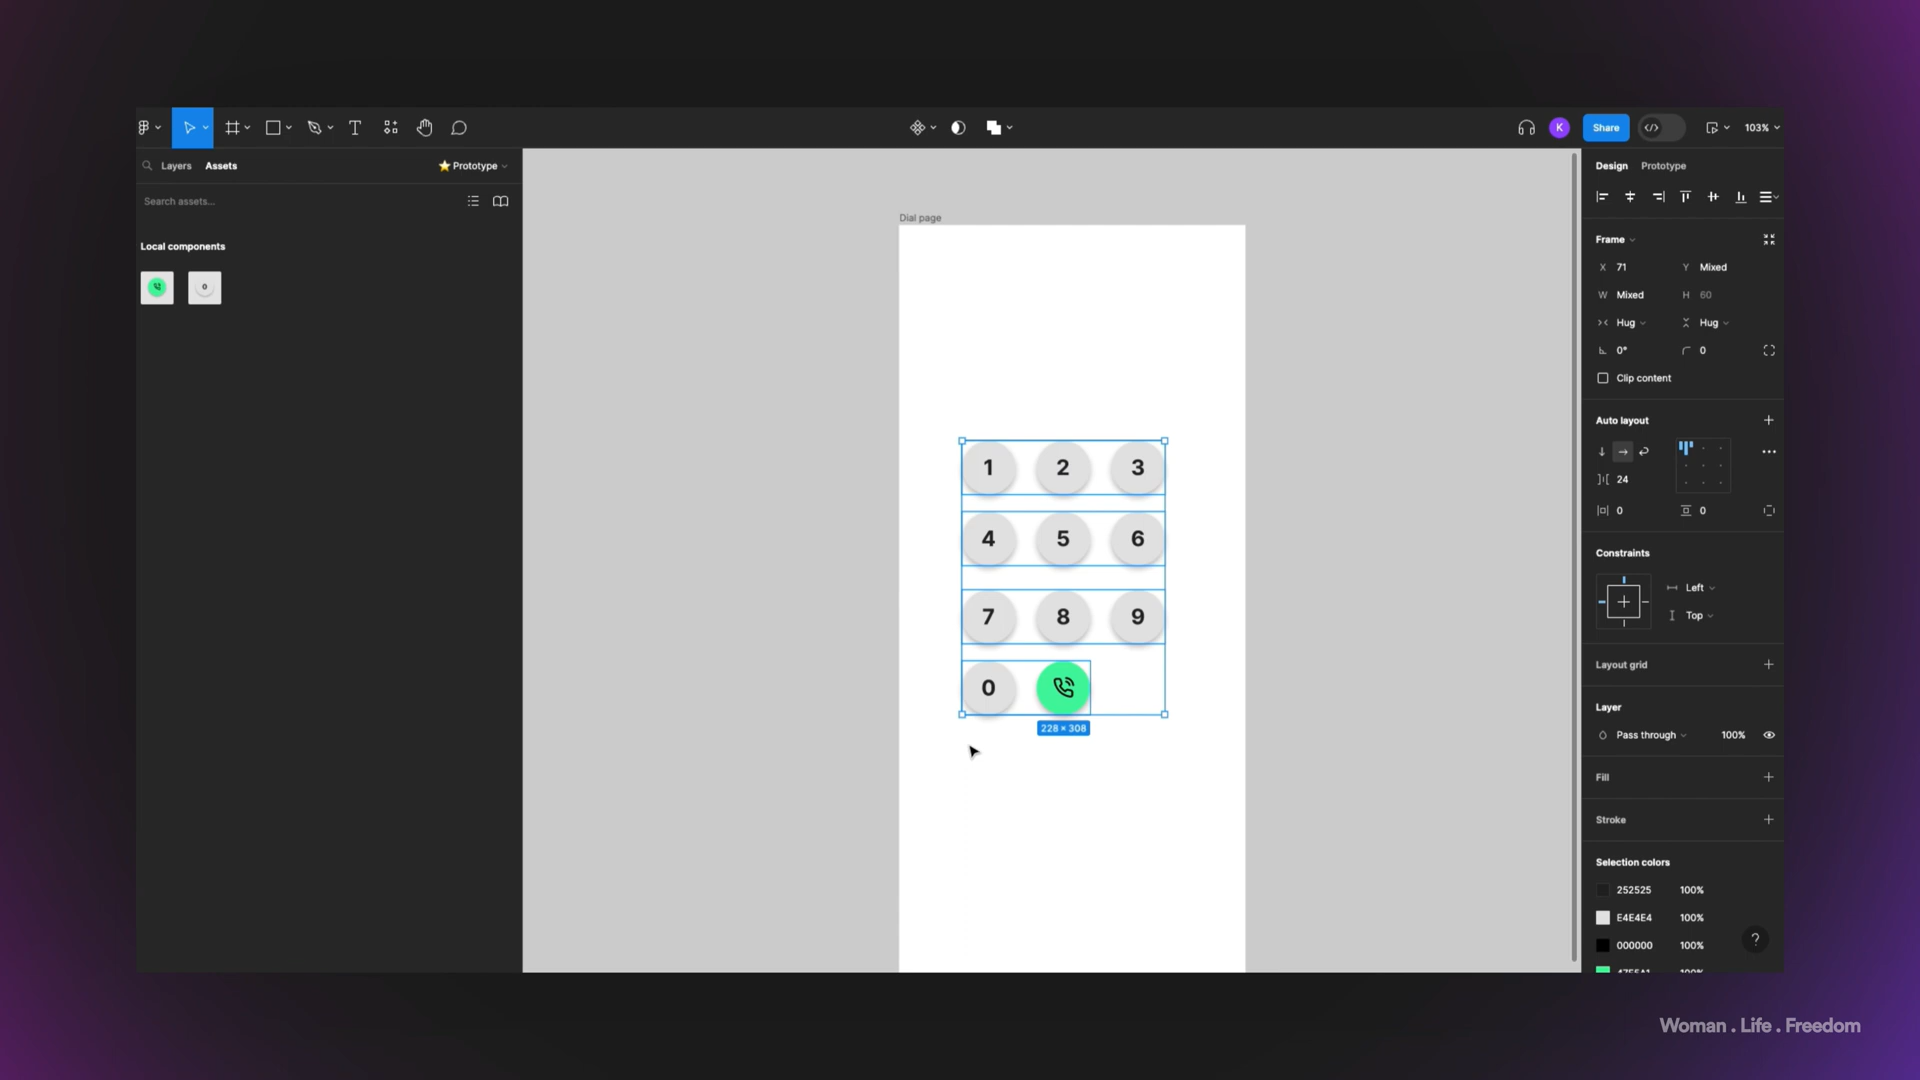 Share
103%
Layers
Assets
Prototype
Design
Prototype
Search assets...
Local components
0
Dial page
1 2 3
4 5 6
7 8 9
0
228 × 308
Frame
X 71 Y Mixed
W Mixed H 60
Hug Hug
0° 0
Clip content
Auto layout
24
0 0
Constraints
Left
Top
Layout grid
Layer
Pass through 100%
Fill
Stroke
Selection colors
252525 100%
E4E4E4 100%
000000 100%
100%
K
?
Woman . Life . Freedom